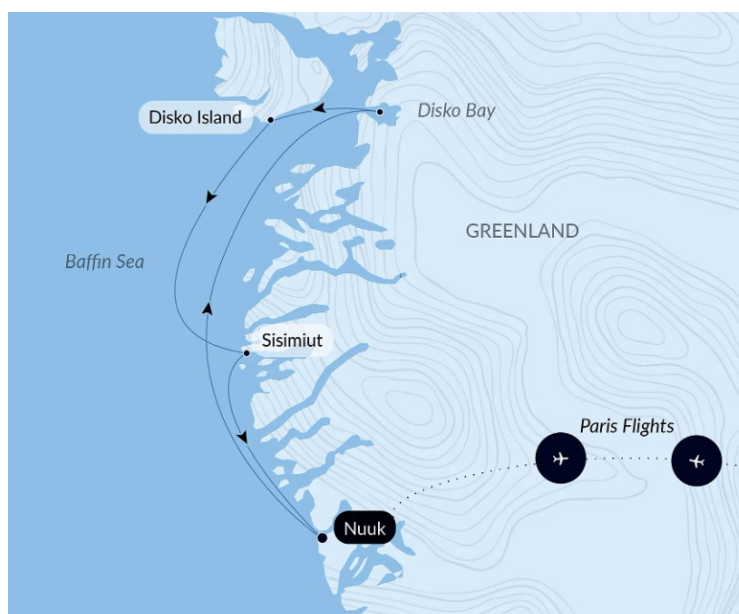 Disko Island
Disko Bay
GREENLAND
Baffin Sea
Sisimiut
Paris Flights
Nuuk